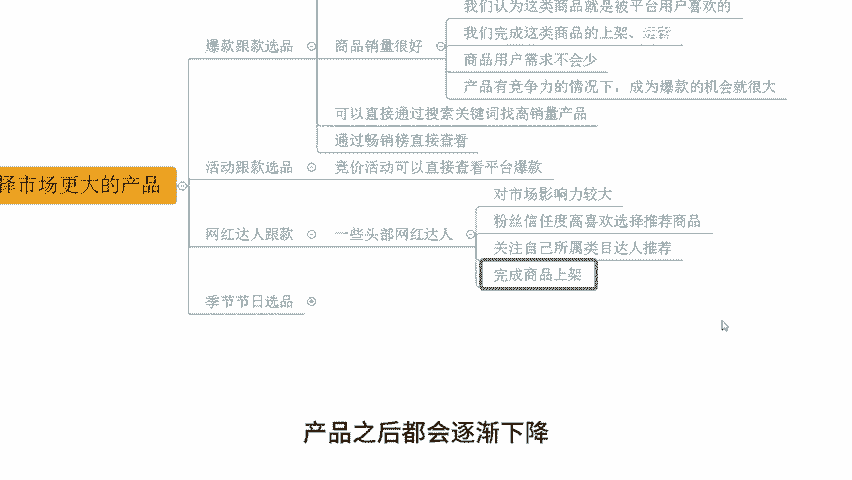 我们认为这类商品就是被平台用户喜欢的
爆款跟款选品
商品销量很好
我们完成这类商品的上架、运营
商品用户需求不会少
产品有竞争力的情况下，成为爆款的机会就很大
可以直接通过搜索关键词找高销量产品
通过畅销榜直接查看
择市场更大的产品
活动跟款选品
竞价活动可以直接查看平台爆款
网红达人跟款
一些头部网红达人
对市场影响力较大
粉丝信任度高喜欢选择推荐商品
关注自己所属类目达人推荐
完成商品上架
季节节日选品
产品之后都会逐渐下降